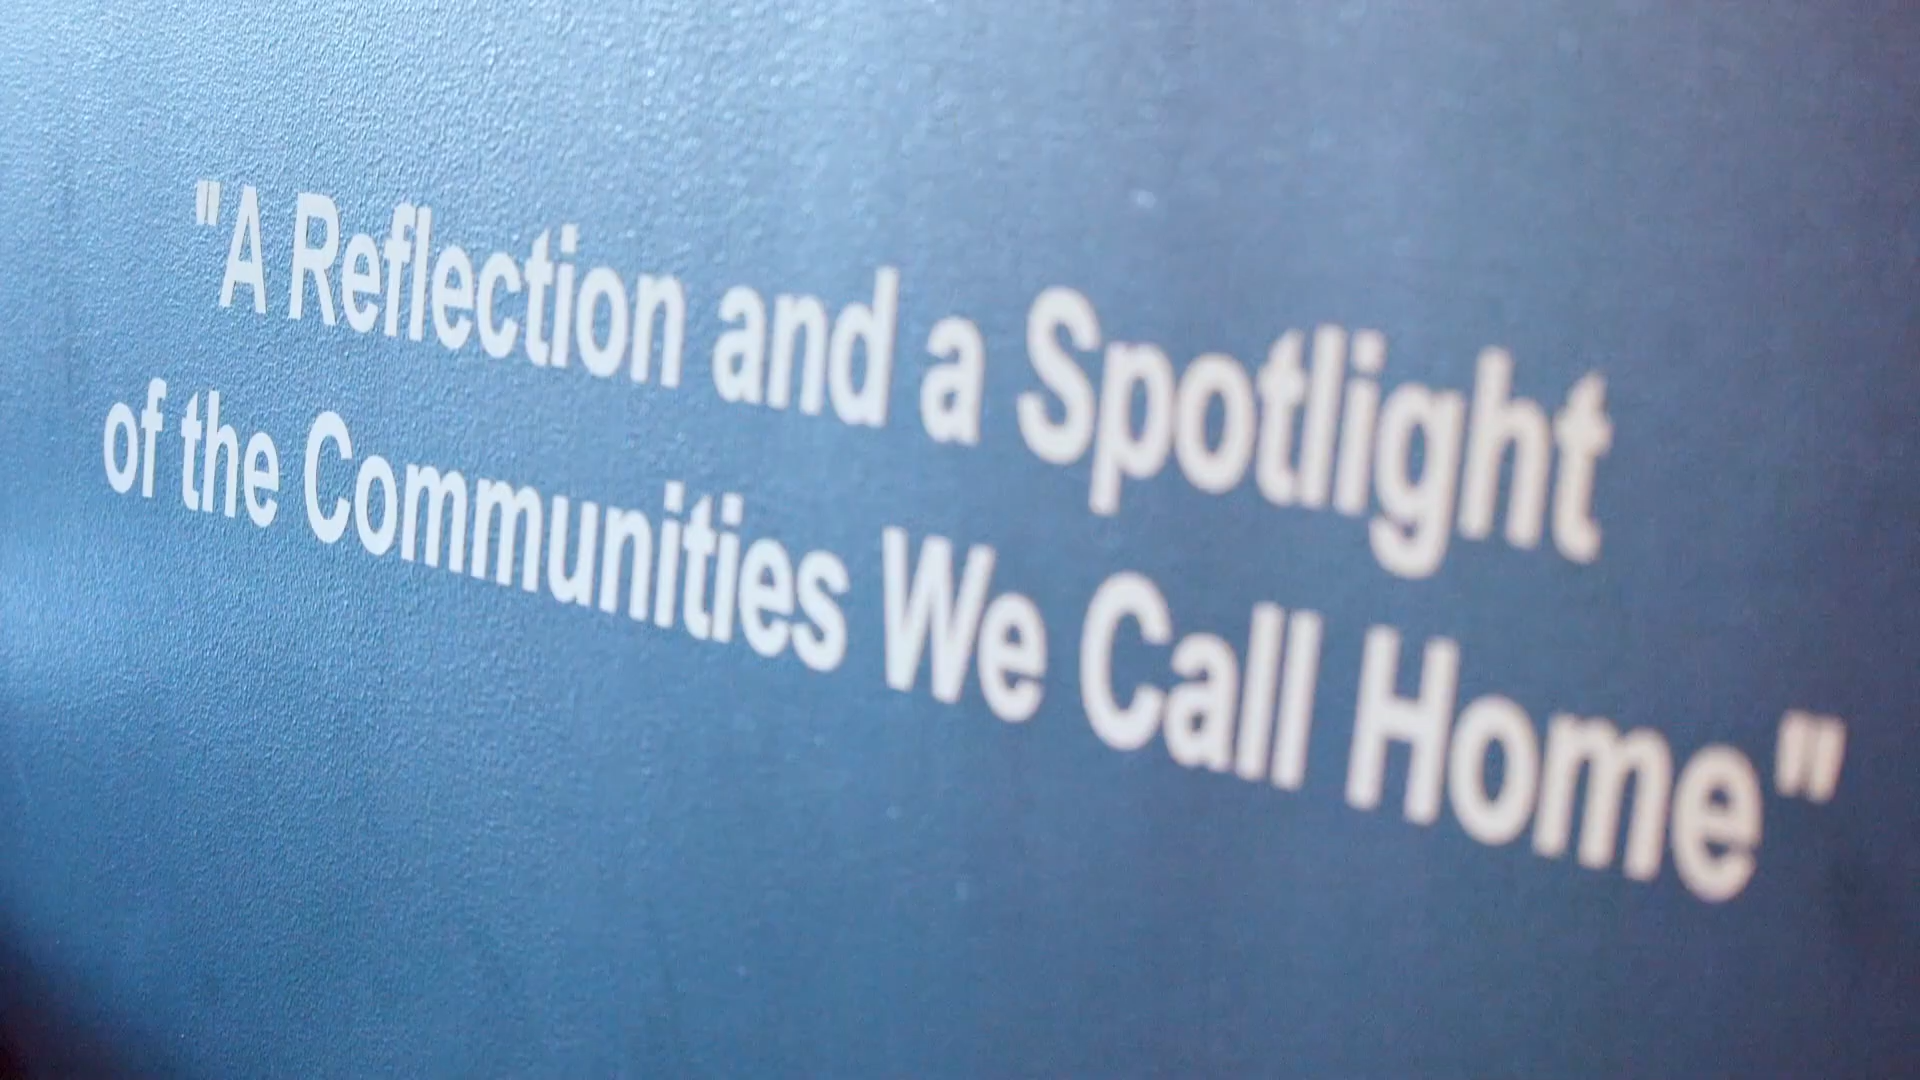 "A Reflection and a Spotlight
of the Communities We Call Home"